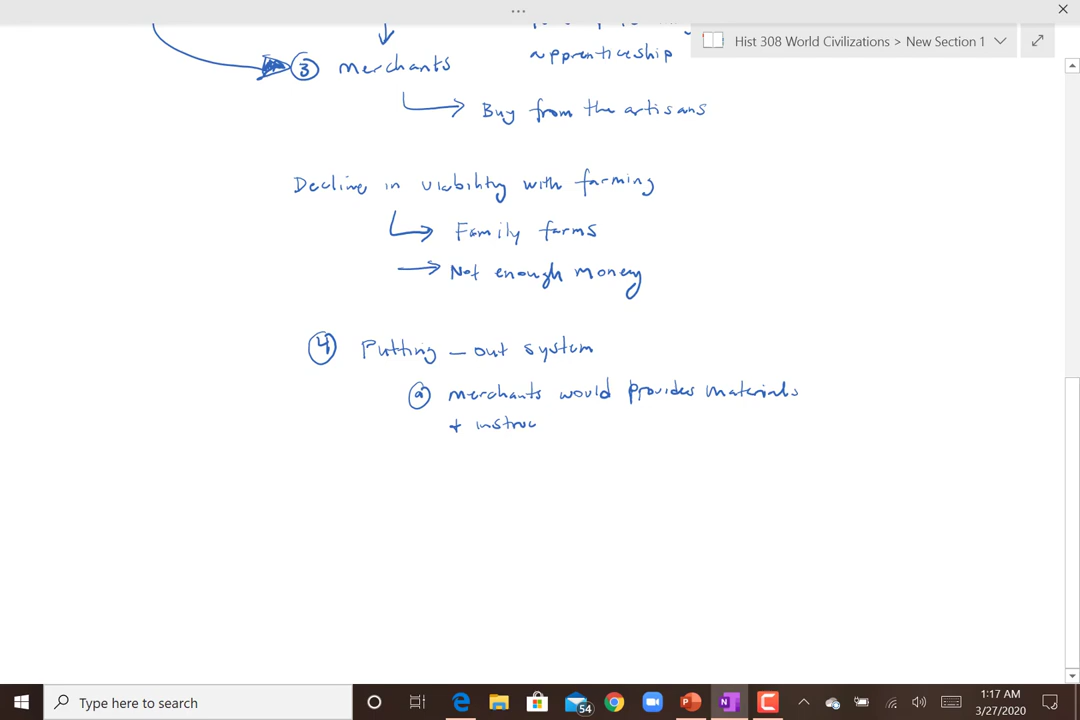 Hist 308 World Civilizations > New Section 1
apprenticeship
3 merchants
Buy from the artisans
Decline in viability with farming
Family farms
Not enough money
4 Putting - out system
a merchants would provides materials
+ instruc
Type here to search
54
1:17 AM
3/27/2020